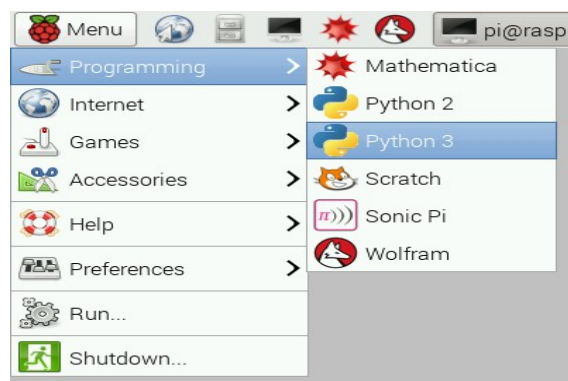 Menu
pi@rasp
Programming
Internet
Games
Accessories
Help
Preferences
Run...
Shutdown...
Mathematica
Python 2
Python 3
Scratch
π)))
Sonic Pi
Wolfram